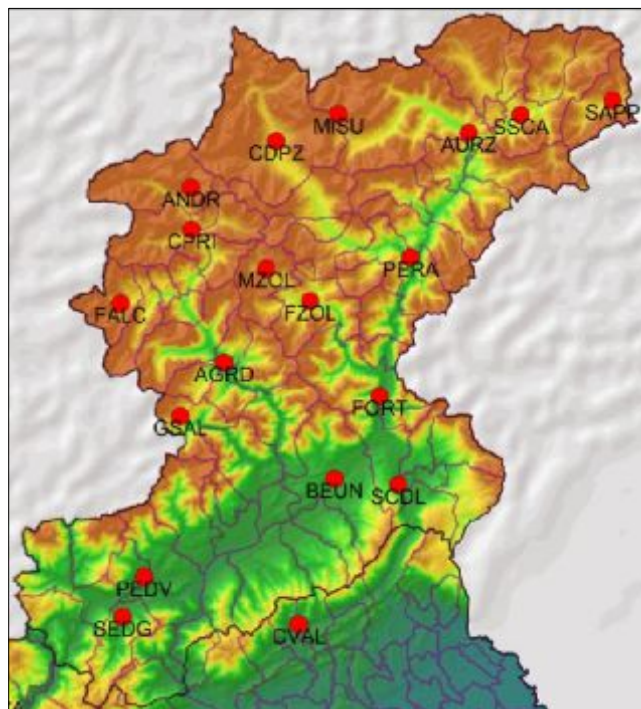 SAPP
MISU
SSCA
AURZ
CDPZ
ANDR
CPRI
PERA
MZOL
FZOL
FALC
AGRD
FORT
GSAL
BEUN
SCDL
PEDV
SEDG
CVAL